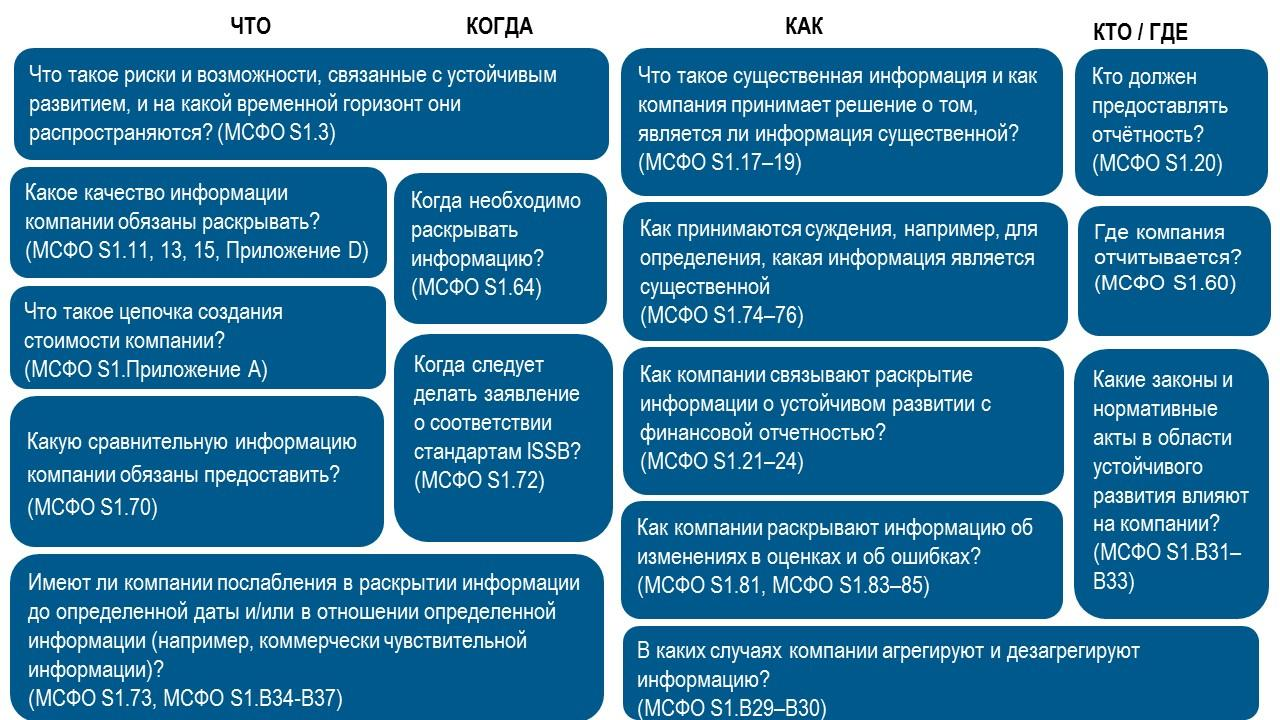 ЧТО
КОГДА
КАК
КТО / ГДЕ
Что такое риски и возможности, связанные с устойчивым
развитием, и на какой временной горизонт они
распространяются? (МСФО S1.3)
Какое качество информации
компании обязаны раскрывать?
(МСФО S1.11, 13, 15, Приложение D)
Что такое цепочка создания
стоимости компании?
(МСФО S1.Приложение A)
Какую сравнительную информацию
компании обязаны предоставить?
(МСФО S1.70)
Когда необходимо
раскрывать
информацию?
(МСФО S1.64)
Когда следует
делать заявление
о соответствии
стандартам ISSB?
(МСФО S1.72)
Имеют ли компании послабления в раскрытии информации
до определенной даты и/или в отношении определенной
информации (например, коммерчески чувствительной
информации)?
(МСФО S1.73, МСФО S1.B34-B37)
Что такое существенная информация и как
компания принимает решение о том,
является ли информация существенной?
(МСФО S1.17–19)
Как принимаются суждения, например, для
определения, какая информация является
существенной
(МСФО S1.74–76)
Как компании связывают раскрытие
информации о устойчивом развитии с
финансовой отчетностью?
(МСФО S1.21–24)
Как компании раскрывают информацию об
изменениях в оценках и об ошибках?
(МСФО S1.81, МСФО S1.83–85)
Кто должен
предоставлять
отчётность?
(МСФО S1.20)
Где компания
отчитывается?
(МСФО S1.60)
Какие законы и
нормативные
акты в области
устойчивого
развития влияют
на компании?
(МСФО S1.B31–
B33)
В каких случаях компании агрегируют и дезагрегируют
информацию?
(МСФО S1.B29–B30)